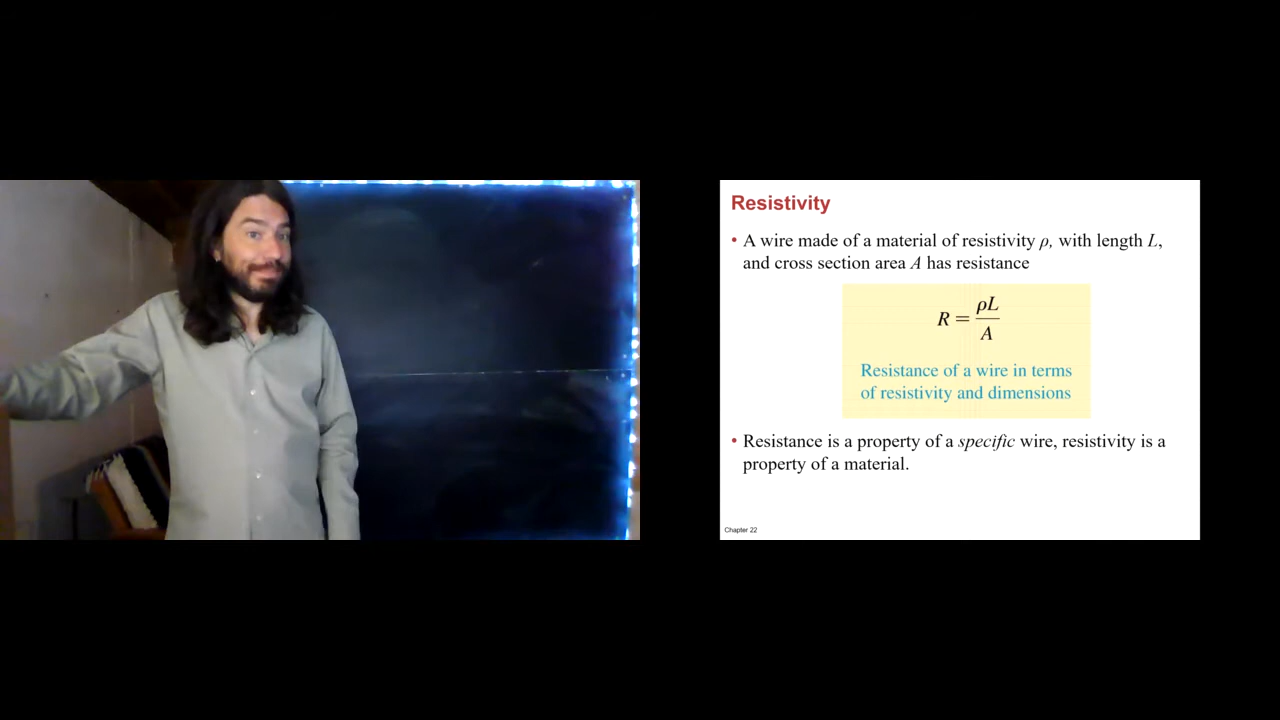 Resistivity
• A wire made of a material of resistivity ρ, with length L,
and cross section area A has resistance
R = ρL/A
Resistance of a wire in terms
of resistivity and dimensions
• Resistance is a property of a specific wire, resistivity is a
property of a material.
Chapter 22